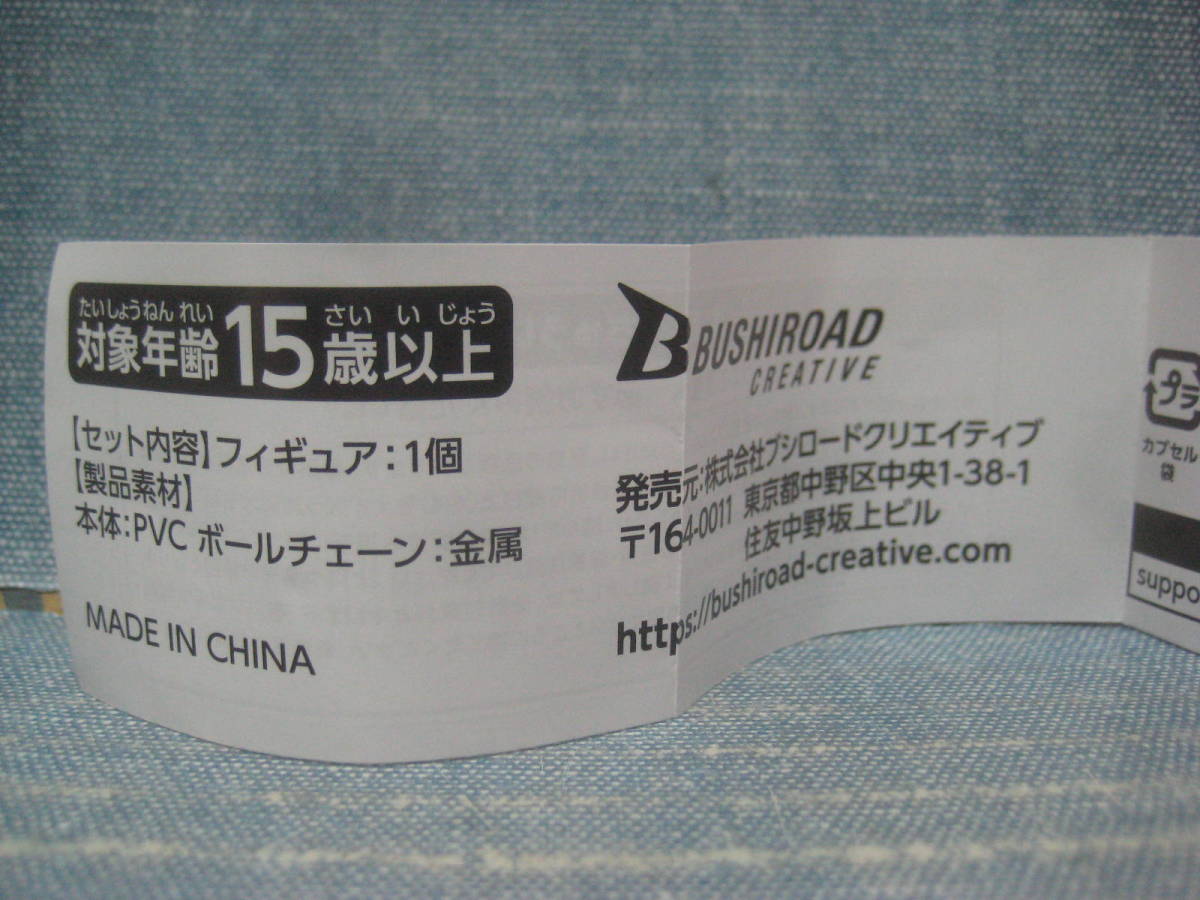 たいしょうねんれい さいいじょう
対象年齢15歳以上
【セット内容】フィギュア:1個
【製品素材】
本体:PVC ボールチェーン:金属
MADE IN CHINA
B BUSHIROAD
CREATIVE
発売元:株式会社ブシロードクリエイティブ
〒164-0011 東京都中野区中央1-38-1
住友中野坂上ビル
https://bushiroad-creative.com
プラ
カプセル
袋
suppo